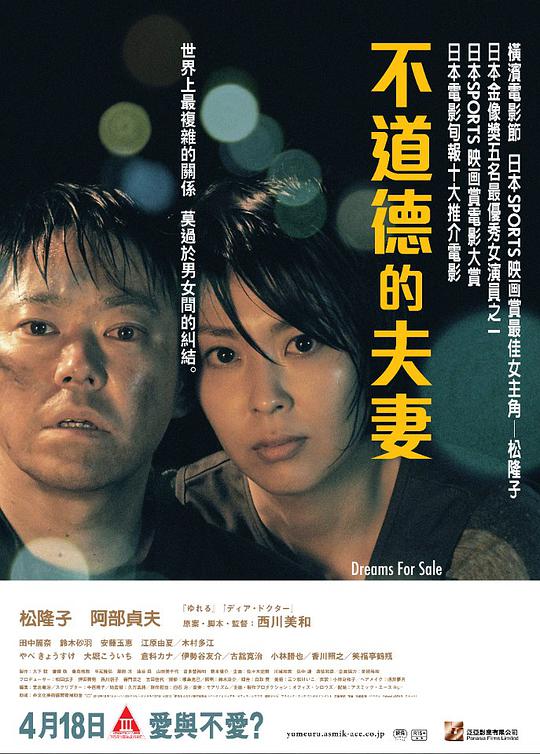 橫濱電影節 日本SPORTS映画賞最佳女主角—松隆子
日本金像獎五名最優秀女演員之一
日本SPORTS映画賞電影大賞
日本電影旬報十大推介電影
不道德的夫妻
世界上最複雜的關係 莫過於男女間的糾結。
Dreams For Sale
松隆子 阿部貞夫
『ゆれる』『ディア・ドクター』
原案・脚本・監督：西川美和
田中麗奈 鈴木砂羽 安藤玉恵 江原由夏／木村多江
やべきょうすけ 大堀こういち 倉科カナ／伊勢谷友介 古舘寛治 小林勝也／香川照之／笑福亭鶴瓶
4月18日 愛與不愛?
yumeuru.asmik-ace.co.jp
泛亞影業有限公司
Panasia Films Limited